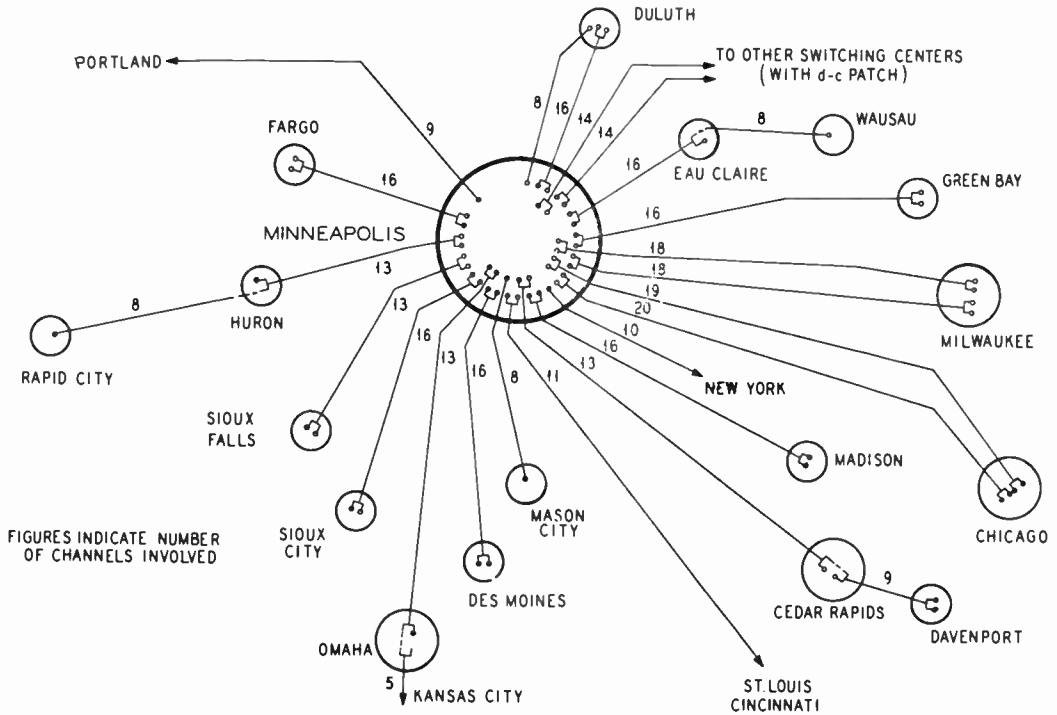 DULUTH
PORTLAND
TO OTHER SWITCHING CENTERS
(WITH d-c PATCH)
8
16
14
14
9
8
WAUSAU
FARGO
16
EAU CLAIRE
16
GREEN BAY
16
MINNEAPOLIS
18
13
18
19
8
HURON
13
20
MILWAUKEE
16
10
13
16
RAPID CITY
16
8
11
13
NEW YORK
SIOUX
FALLS
MADISON
MASON
CITY
FIGURES INDICATE NUMBER
OF CHANNELS INVOLVED
SIOUX
CITY
CHICAGO
DES MOINES
9
CEDAR RAPIDS
DAVENPORT
OMAHA
5
KANSAS CITY
ST. LOUIS
CINCINNATI